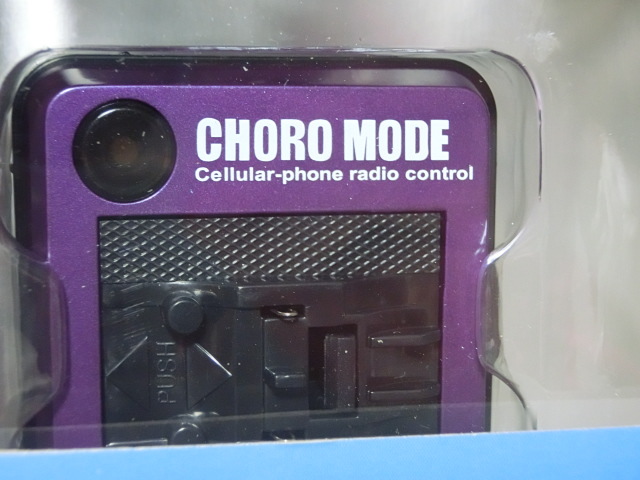 CHORO MODE
Cellular-phone radio control
PUSH